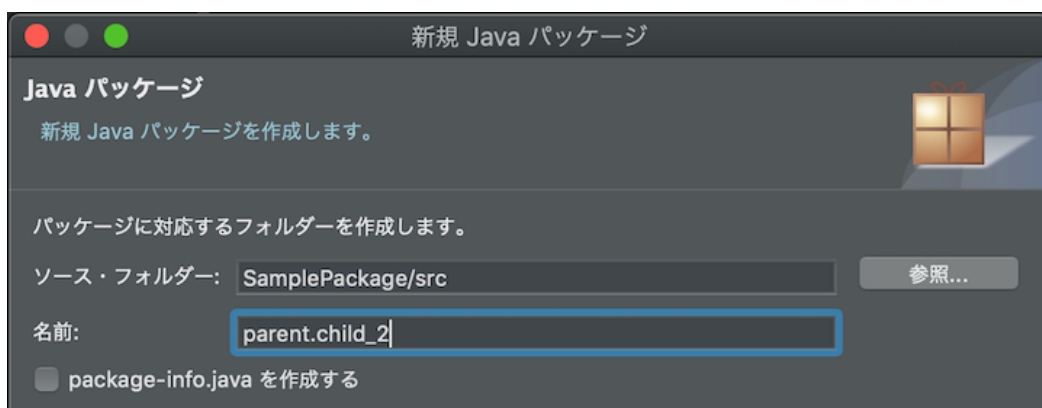 新規 Java パッケージ
Java パッケージ
新規 Java パッケージを作成します。
パッケージに対応するフォルダーを作成します。
ソース・フォルダー: SamplePackage/src 参照...
名前: parent.child_2
package-info.java を作成する